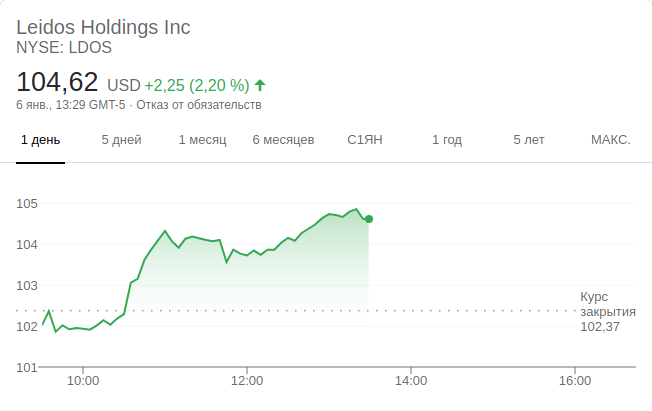 Leidos Holdings Inc
NYSE: LDOS
104,62 USD +2,25 (2,20 %)
6 янв., 13:29 GMT-5 · Отказ от обязательств
1 день 5 дней 1 месяц 6 месяцев С1ЯН 1 год 5 лет МАКС.
105
104
103
102
101
Курс
закрытия
102,37
10:00 12:00 14:00 16:00